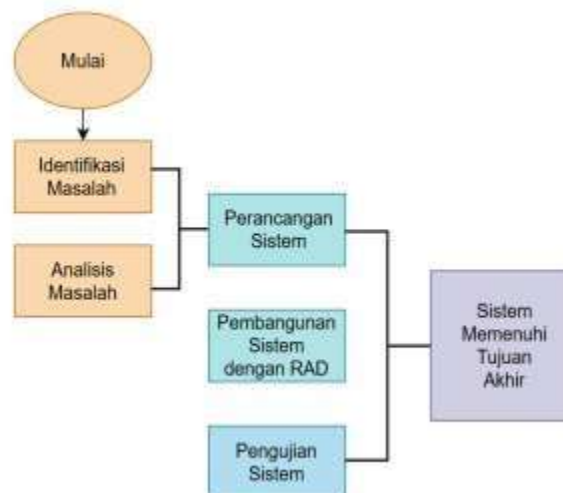 Mulai
Identifikasi
Masalah
Analisis
Masalah
Perancangan
Sistem
Pembangunan
Sistem
dengan RAD
Pengujian
Sistem
Sistem
Memenuhi
Tujuan
Akhir